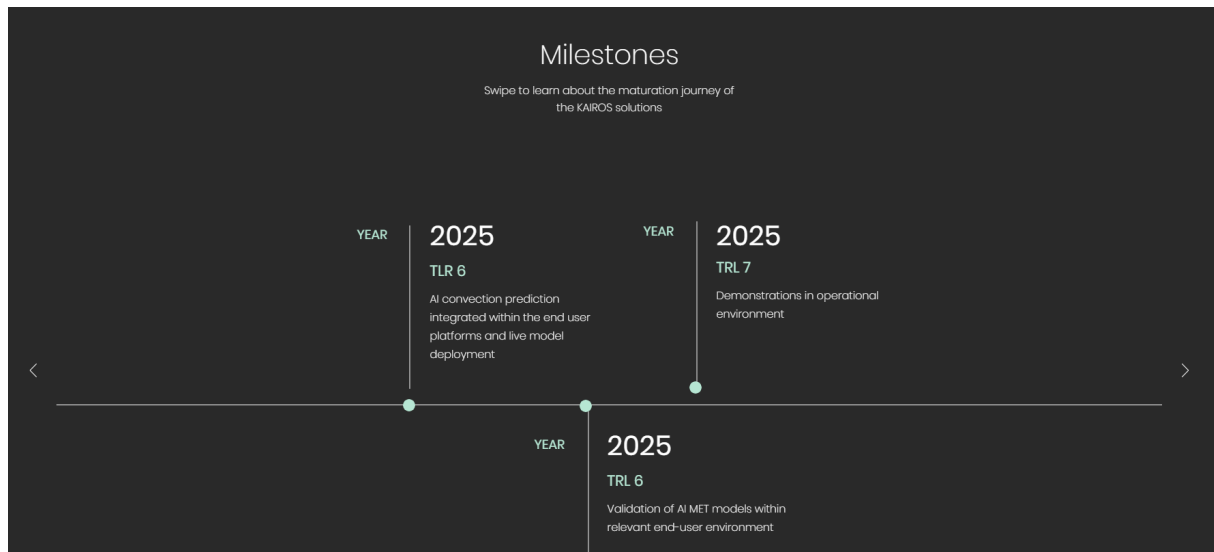 Milestones
Swipe to learn about the maturation journey of
the KAIROS solutions
YEAR
2025
TLR 6
AI convection prediction
integrated within the end user
platforms and live model
deployment
YEAR
2025
TRL 6
Validation of AI MET models within
relevant end-user environment
YEAR
2025
TRL 7
Demonstrations in operational
environment